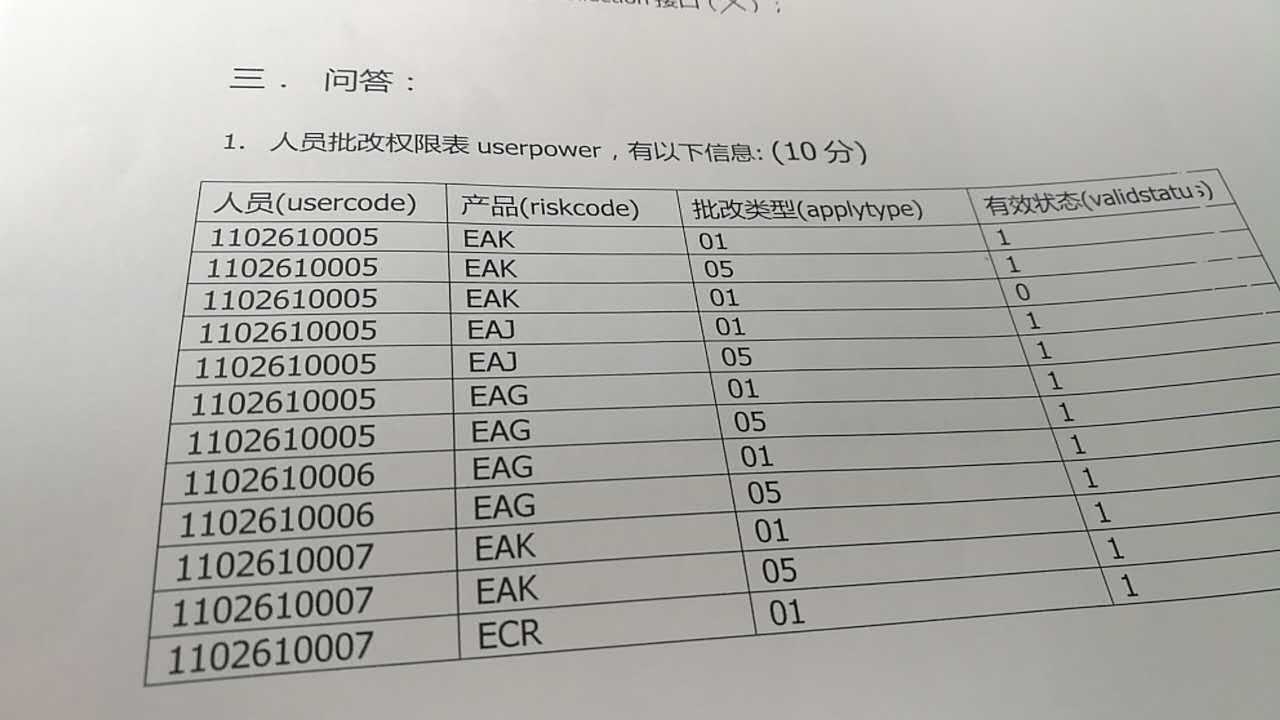 接口(乂)；
三． 问答：
1. 人员批改权限表 userpower，有以下信息: (10 分)
人员(usercode) 产品(riskcode) 批改类型(applytype) 有效状态(validstatus)
1102610005 EAK 01 1
1102610005 EAK 05 1
1102610005 EAK 01 0
1102610005 EAJ 01 1
1102610005 EAJ 05 1
1102610005 EAG 01 1
1102610005 EAG 05 1
1102610006 EAG 01 1
1102610006 EAG 05 1
1102610007 EAK 01 1
1102610007 EAK 05 1
1102610007 ECR 01 1